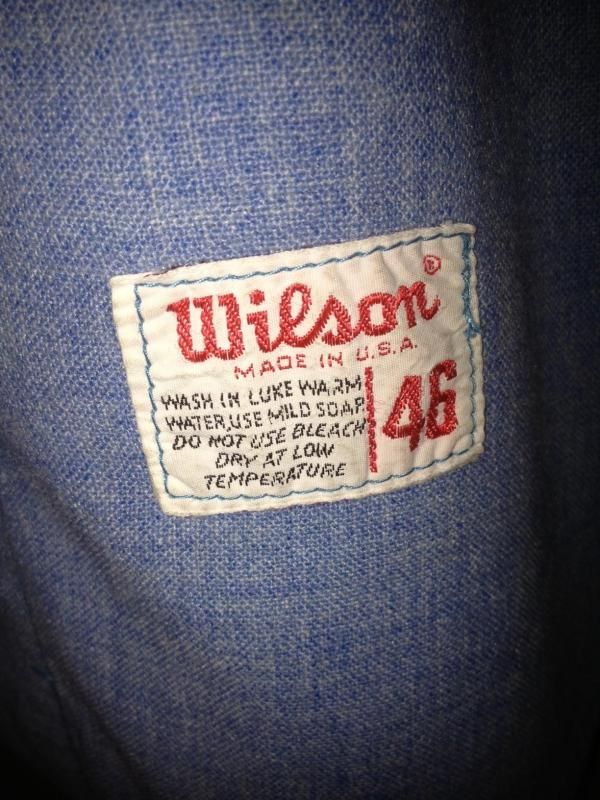 Wilson®
MADE IN U.S.A.
WASH IN LUKE WARM
WATER, USE MILD SOAP.
DO NOT USE BLEACH
DRY AT LOW
TEMPERATURE
46